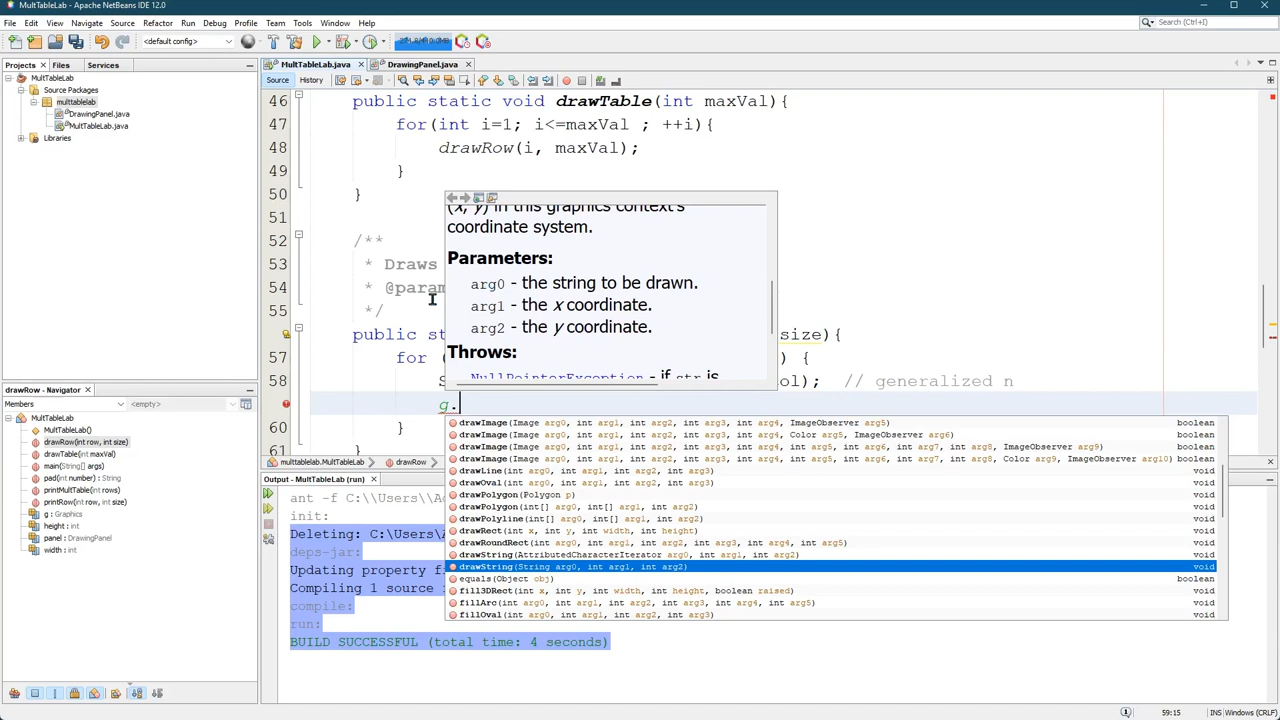 MultTableLab - Apache NetBeans IDE 12.0
File Edit View Navigate Source Refactor Run Debug Profile Team Tools Window Help
Search (Ctrl+I)
<default config>
Projects Files Services
MultTableLab.java DrawingPanel.java
MultTableLab
Source Packages
multtablelab
DrawingPanel.java
MultTableLab.java
Libraries
Source History
46 public static void drawTable(int maxVal){
47 for(int i=1; i<=maxVal ; ++i){
48 drawRow(i, maxVal);
49 }
50 }
51
52 /**
53 * Draws
54 * @param
55 */
public st size){
57 for ( ) {
58 S ol); // generalized n
g.
60 }
61
(x, y) in this graphics context's
coordinate system.
Parameters:
arg0 - the string to be drawn.
arg1 - the x coordinate.
arg2 - the y coordinate.
Throws:
NullPointerException - if str is
drawImage(Image arg0, int arg1, int arg2, int arg3, int arg4, ImageObserver arg5) boolean
drawImage(Image arg0, int arg1, int arg2, int arg3, int arg4, Color arg5, ImageObserver arg6) boolean
drawImage(Image arg0, int arg1, int arg2, int arg3, int arg4, int arg5, int arg6, int arg7, int arg8, ImageObserver arg9) boolean
drawImage(Image arg0, int arg1, int arg2, int arg3, int arg4, int arg5, int arg6, int arg7, int arg8, Color arg9, ImageObserver arg10) boolean
drawLine(int arg0, int arg1, int arg2, int arg3) void
drawOval(int arg0, int arg1, int arg2, int arg3) void
drawPolygon(Polygon p) void
drawPolygon(int[] arg0, int[] arg1, int arg2) void
drawPolyline(int[] arg0, int[] arg1, int arg2) void
drawRect(int x, int y, int width, int height) void
drawRoundRect(int arg0, int arg1, int arg2, int arg3, int arg4, int arg5) void
drawString(AttributedCharacterIterator arg0, int arg1, int arg2) void
drawString(String arg0, int arg1, int arg2) void
equals(Object obj) boolean
fill3DRect(int x, int y, int width, int height, boolean raised) void
fillArc(int arg0, int arg1, int arg2, int arg3, int arg4, int arg5) void
fillOval(int arg0, int arg1, int arg2, int arg3) void
drawRow - Navigator
Members <empty>
MultTableLab
MultTableLab()
drawRow(int row, int size)
drawTable(int maxVal)
main(String[] args)
pad(int number) : String
printMultTable(int rows)
printRow(int row, int size)
g : Graphics
height : int
panel : DrawingPanel
width : int
multtablelab.MultTableLab drawRow
Output - MultTableLab (run)
ant -f C:\\Users\\A
init:
Deleting: C:\Users\A
deps-jar:
Updating property fi
Compiling 1 source
compile:
run:
BUILD SUCCESSFUL (total time: 4 seconds)
59:15 INS Windows (CRLF)